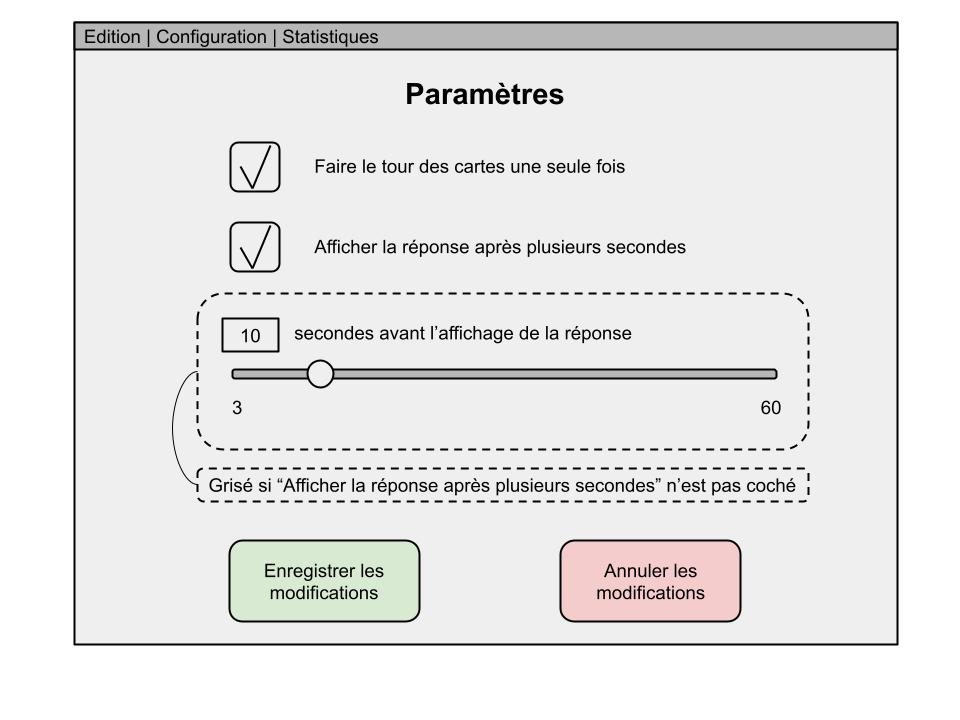 Edition | Configuration | Statistiques
Paramètres
Faire le tour des cartes une seule fois
Afficher la réponse après plusieurs secondes
10 secondes avant l’affichage de la réponse
3 60
Grisé si “Afficher la réponse après plusieurs secondes” n’est pas coché
Enregistrer les
modifications
Annuler les
modifications